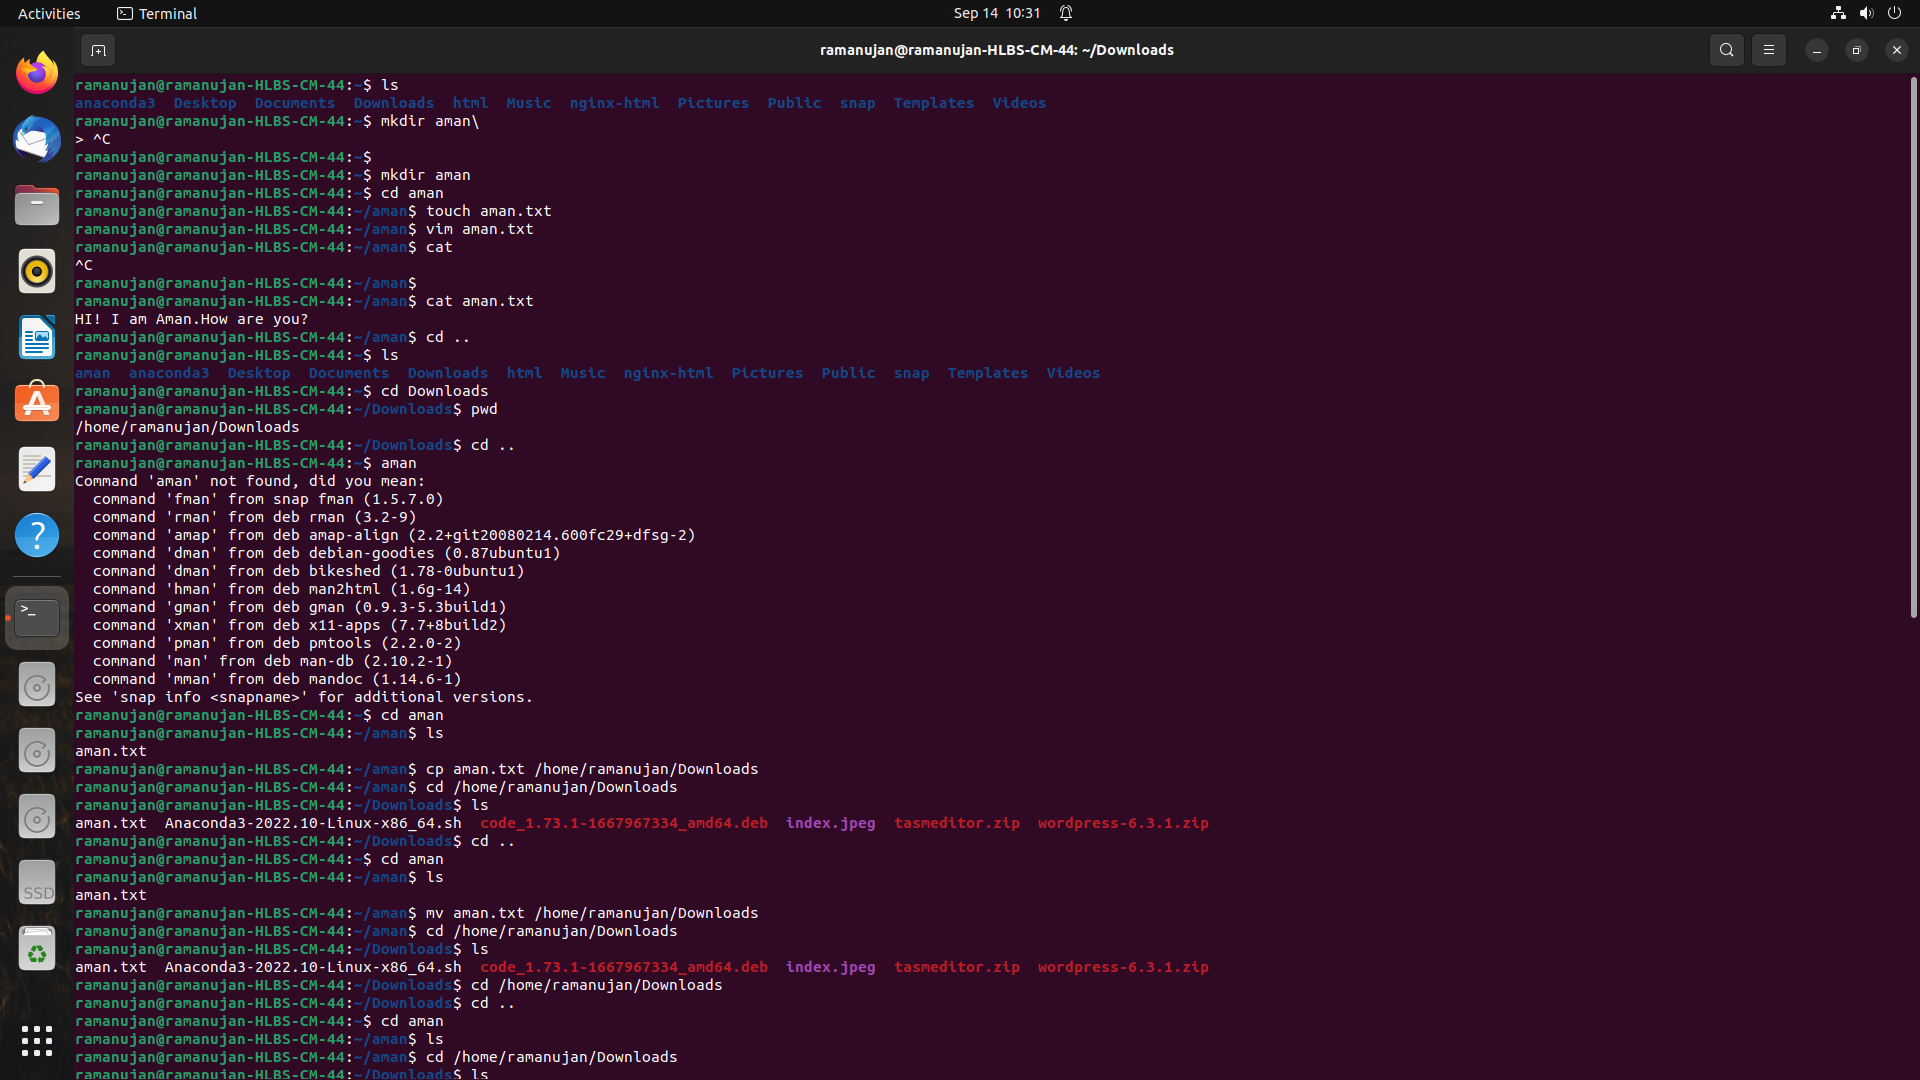 Activities
Terminal
Sep 14 10:31
ramanujan@ramanujan-HLBS-CM-44: ~/Downloads
ramanujan@ramanujan-HLBS-CM-44:~$ ls
anaconda3 Desktop Documents Downloads html Music nginx-html Pictures Public snap Templates Videos
ramanujan@ramanujan-HLBS-CM-44:~$ mkdir aman\
> ^C
ramanujan@ramanujan-HLBS-CM-44:~$
ramanujan@ramanujan-HLBS-CM-44:~$ mkdir aman
ramanujan@ramanujan-HLBS-CM-44:~$ cd aman
ramanujan@ramanujan-HLBS-CM-44:~/aman$ touch aman.txt
ramanujan@ramanujan-HLBS-CM-44:~/aman$ vim aman.txt
ramanujan@ramanujan-HLBS-CM-44:~/aman$ cat
^C
ramanujan@ramanujan-HLBS-CM-44:~/aman$
ramanujan@ramanujan-HLBS-CM-44:~/aman$ cat aman.txt
HI! I am Aman.How are you?
ramanujan@ramanujan-HLBS-CM-44:~/aman$ cd ..
ramanujan@ramanujan-HLBS-CM-44:~$ ls
aman anaconda3 Desktop Documents Downloads html Music nginx-html Pictures Public snap Templates Videos
ramanujan@ramanujan-HLBS-CM-44:~$ cd Downloads
ramanujan@ramanujan-HLBS-CM-44:~/Downloads$ pwd
/home/ramanujan/Downloads
ramanujan@ramanujan-HLBS-CM-44:~/Downloads$ cd ..
ramanujan@ramanujan-HLBS-CM-44:~$ aman
Command 'aman' not found, did you mean:
command 'fman' from snap fman (1.5.7.0)
command 'rman' from deb rman (3.2-9)
command 'amap' from deb amap-align (2.2+git20080214.600fc29+dfsg-2)
command 'dman' from deb debian-goodies (0.87ubuntu1)
command 'dman' from deb bikeshed (1.78-0ubuntu1)
command 'hman' from deb man2html (1.6g-14)
command 'gman' from deb gman (0.9.3-5.3build1)
command 'xman' from deb x11-apps (7.7+8build2)
command 'pman' from deb pmtools (2.2.0-2)
command 'man' from deb man-db (2.10.2-1)
command 'mman' from deb mandoc (1.14.6-1)
See 'snap info <snapname>' for additional versions.
ramanujan@ramanujan-HLBS-CM-44:~$ cd aman
ramanujan@ramanujan-HLBS-CM-44:~/aman$ ls
aman.txt
ramanujan@ramanujan-HLBS-CM-44:~/aman$ cp aman.txt /home/ramanujan/Downloads
ramanujan@ramanujan-HLBS-CM-44:~/aman$ cd /home/ramanujan/Downloads
ramanujan@ramanujan-HLBS-CM-44:~/Downloads$ ls
aman.txt Anaconda3-2022.10-Linux-x86_64.sh code_1.73.1-1667967334_amd64.deb index.jpeg tasmeditor.zip wordpress-6.3.1.zip
ramanujan@ramanujan-HLBS-CM-44:~/Downloads$ cd ..
ramanujan@ramanujan-HLBS-CM-44:~$ cd aman
ramanujan@ramanujan-HLBS-CM-44:~/aman$ ls
aman.txt
ramanujan@ramanujan-HLBS-CM-44:~/aman$ mv aman.txt /home/ramanujan/Downloads
ramanujan@ramanujan-HLBS-CM-44:~/aman$ cd /home/ramanujan/Downloads
ramanujan@ramanujan-HLBS-CM-44:~/Downloads$ ls
aman.txt Anaconda3-2022.10-Linux-x86_64.sh code_1.73.1-1667967334_amd64.deb index.jpeg tasmeditor.zip wordpress-6.3.1.zip
ramanujan@ramanujan-HLBS-CM-44:~/Downloads$ cd /home/ramanujan/Downloads
ramanujan@ramanujan-HLBS-CM-44:~/Downloads$ cd ..
ramanujan@ramanujan-HLBS-CM-44:~$ cd aman
ramanujan@ramanujan-HLBS-CM-44:~/aman$ ls
ramanujan@ramanujan-HLBS-CM-44:~/aman$ cd /home/ramanujan/Downloads
ramanujan@ramanujan-HLBS-CM-44:~/Downloads$ ls
>_
SSD